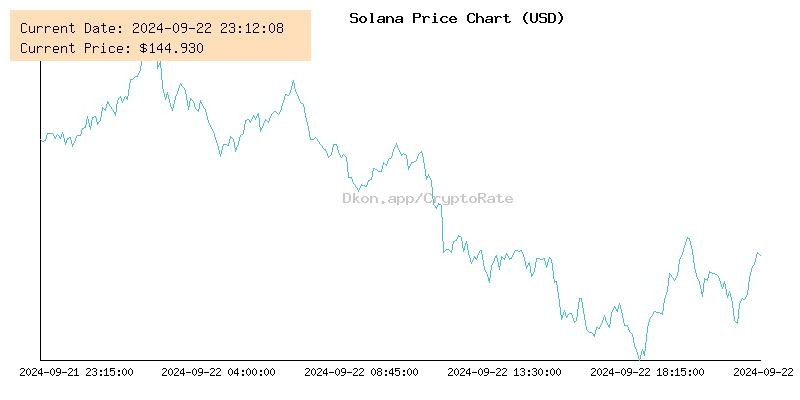 Solana Price Chart (USD)
Current Date: 2024-09-22 23:12:08
Current Price: $144.930
Dkon.app/CryptoRate
2024-09-21 23:15:00
2024-09-22 04:00:00
2024-09-22 08:45:00
2024-09-22 13:30:00
2024-09-22 18:15:00
2024-09-22